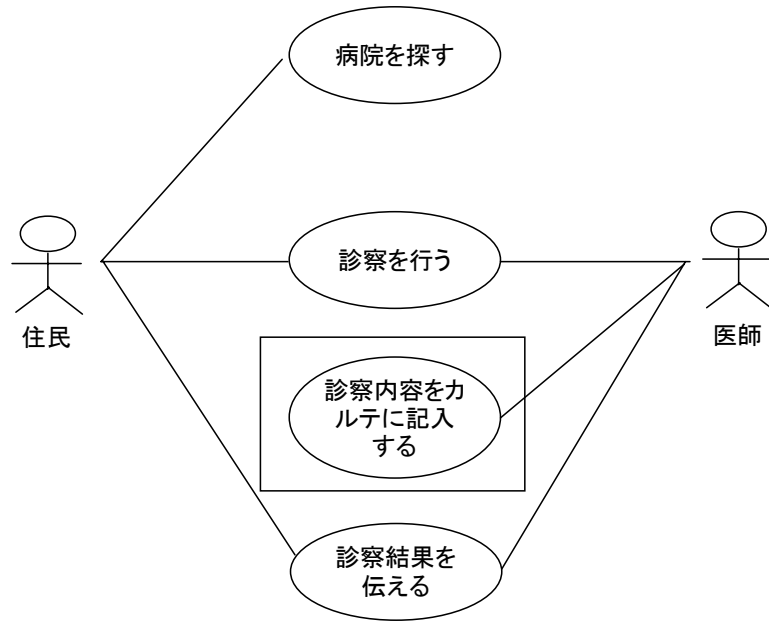 病院を探す
診察を行う
住民
医師
診察内容をカ
ルテに記入
する
診察結果を
伝える